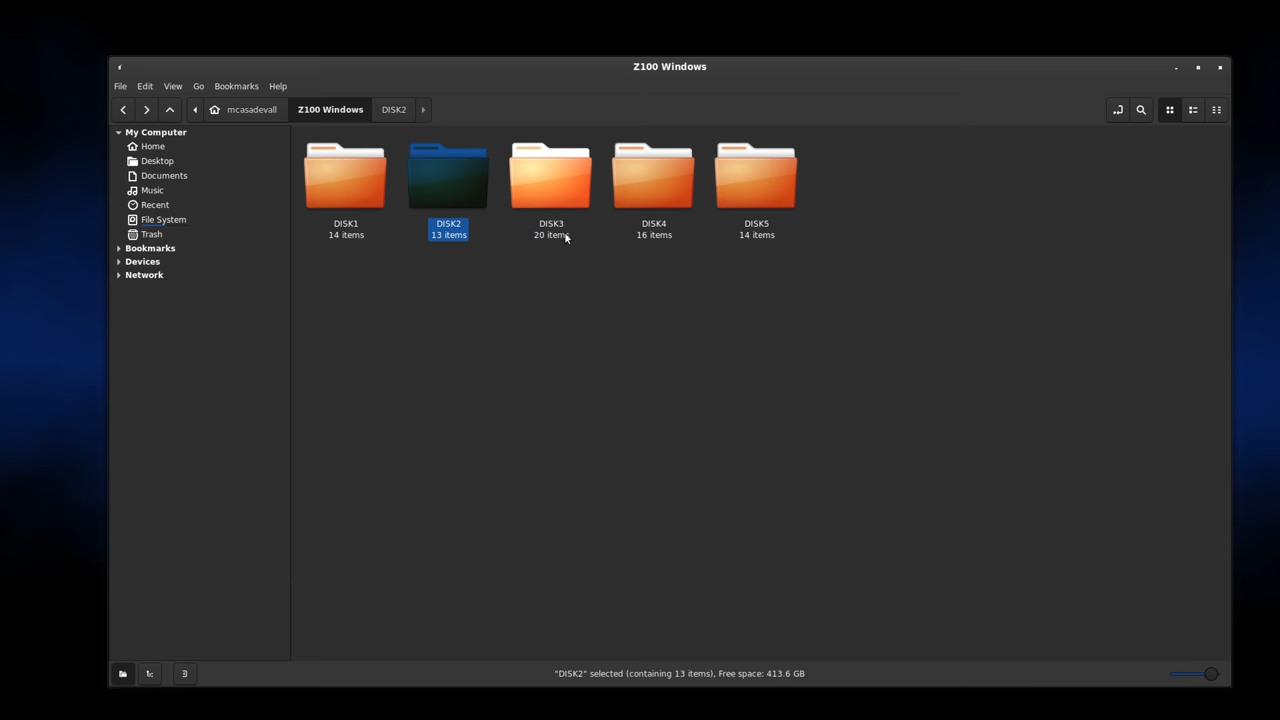 Z100 Windows
File Edit View Go Bookmarks Help
mcasadevall Z100 Windows DISK2
My Computer
Home
Desktop
Documents
Music
Recent
File System
Trash
Bookmarks
Devices
Network
DISK1
14 items
DISK2
13 items
DISK3
20 items
DISK4
16 items
DISK5
14 items
"DISK2" selected (containing 13 items), Free space: 413.6 GB